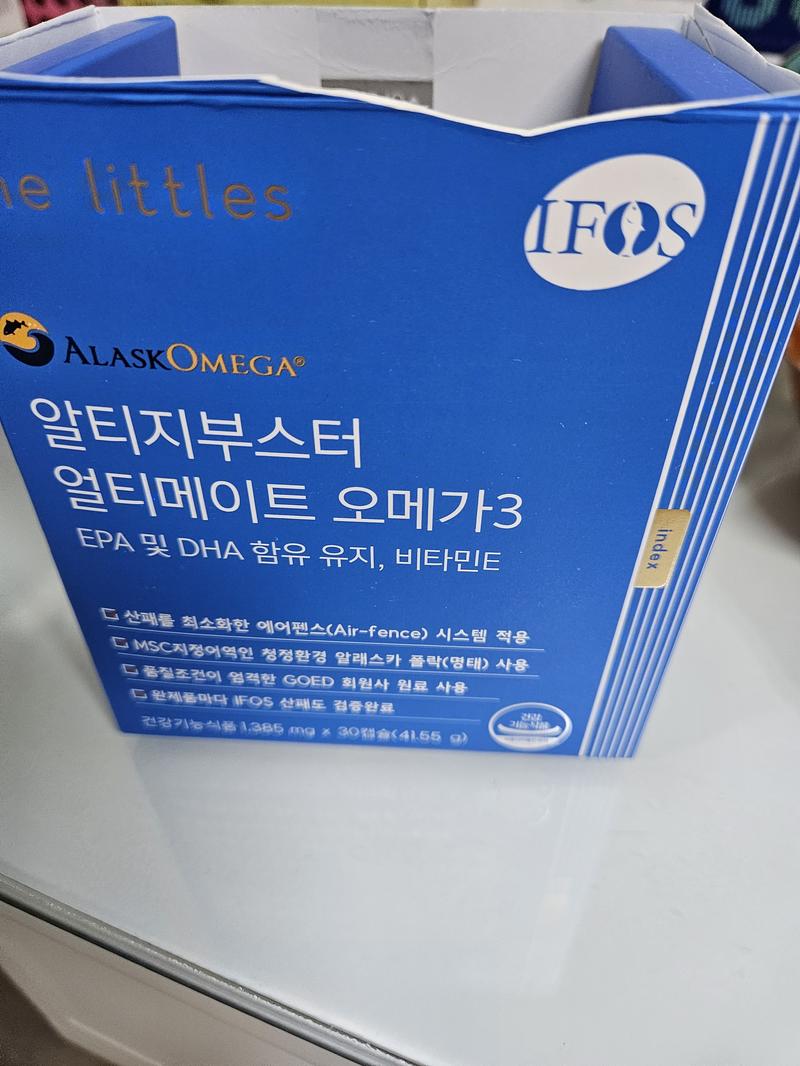 littles
IFOS
ALASKOMEGA®
알티지부스터
얼티메이트 오메가3
EPA 및 DHA 함유 유지, 비타민E
index
산패를 최소화한 에어펜스(Air-fence) 시스템 적용
MSC지정어역인 청정환경 알래스카 폴락(명태) 사용
품질조건이 엄격한 GOED 회원사 원료 사용
완제품마다 IFOS 산패도 검증완료
건강기능식품 1,385 mg x 30캡슐(41.55 g)
건강
기능식품